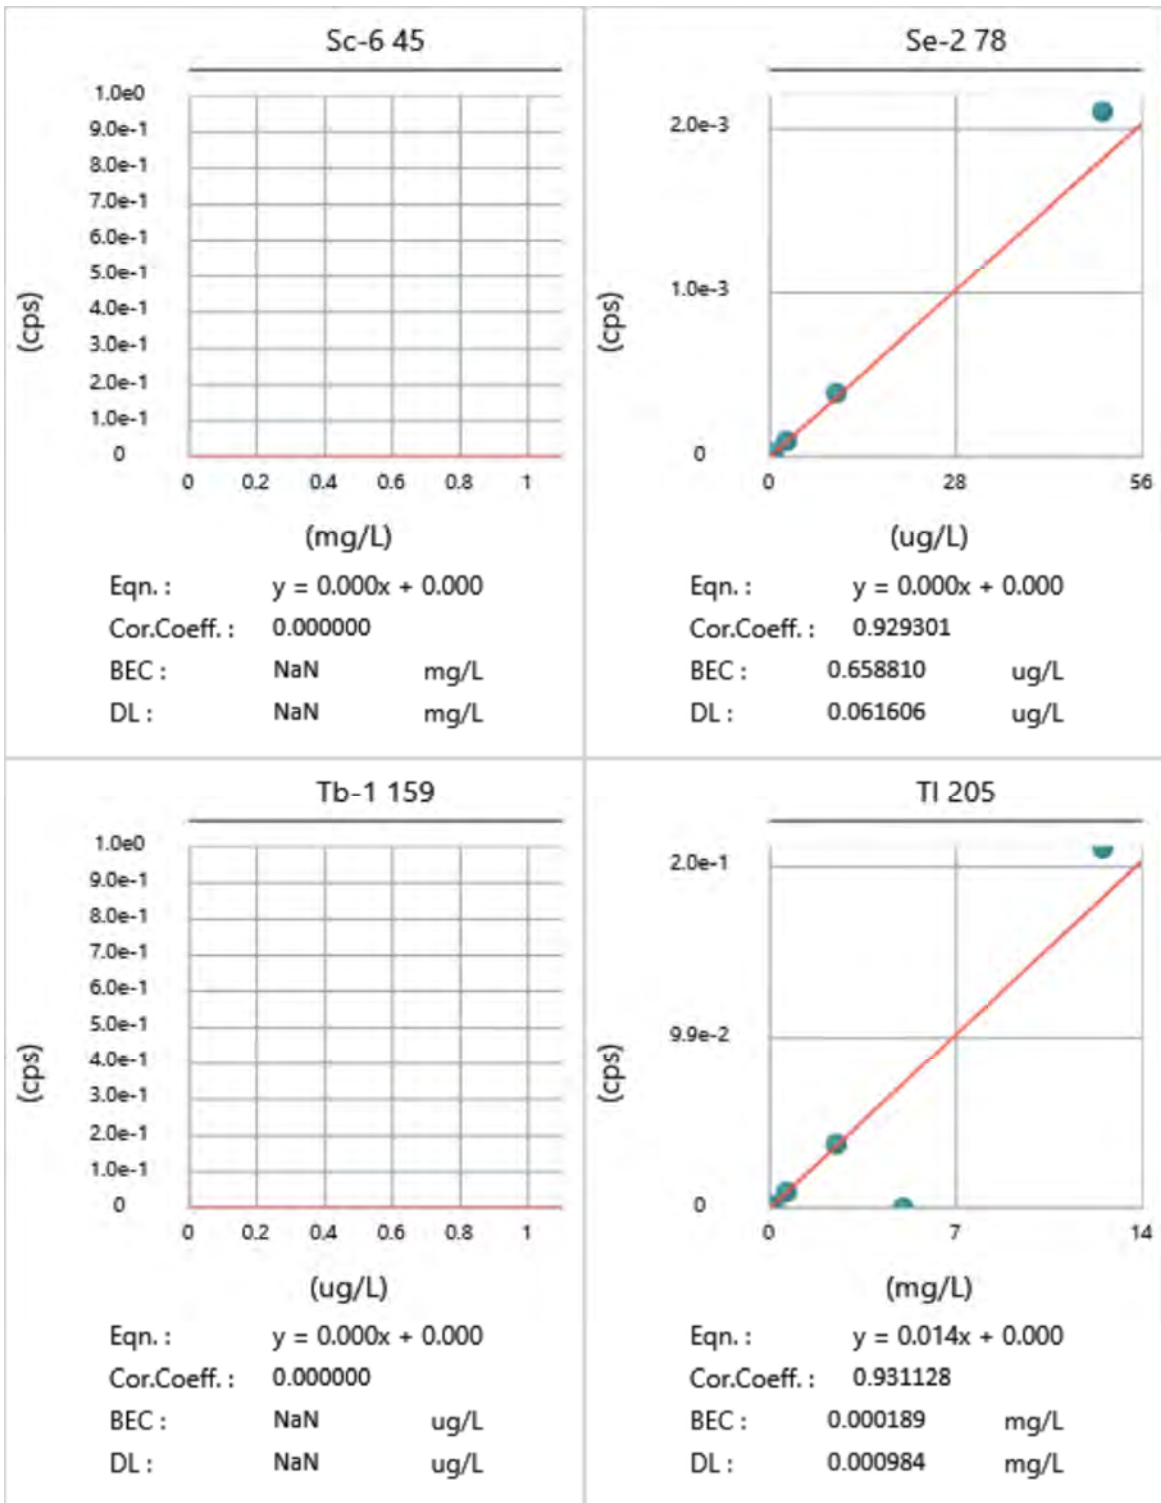 Sc-6 45
1.0e0
9.0e-1
8.0e-1
7.0e-1
6.0e-1
5.0e-1
4.0e-1
3.0e-1
2.0e-1
1.0e-1
0
(cps)
0 0.2 0.4 0.6 0.8 1
(mg/L)
Eqn. : y = 0.000x + 0.000
Cor.Coeff. : 0.000000
BEC : NaN mg/L
DL : NaN mg/L
Se-2 78
2.0e-3
1.0e-3
0
(cps)
0 28 56
(ug/L)
Eqn. : y = 0.000x + 0.000
Cor.Coeff. : 0.929301
BEC : 0.658810 ug/L
DL : 0.061606 ug/L
Tb-1 159
1.0e0
9.0e-1
8.0e-1
7.0e-1
6.0e-1
5.0e-1
4.0e-1
3.0e-1
2.0e-1
1.0e-1
0
(cps)
0 0.2 0.4 0.6 0.8 1
(ug/L)
Eqn. : y = 0.000x + 0.000
Cor.Coeff. : 0.000000
BEC : NaN ug/L
DL : NaN ug/L
Tl 205
2.0e-1
9.9e-2
0
(cps)
0 7 14
(mg/L)
Eqn. : y = 0.014x + 0.000
Cor.Coeff. : 0.931128
BEC : 0.000189 mg/L
DL : 0.000984 mg/L